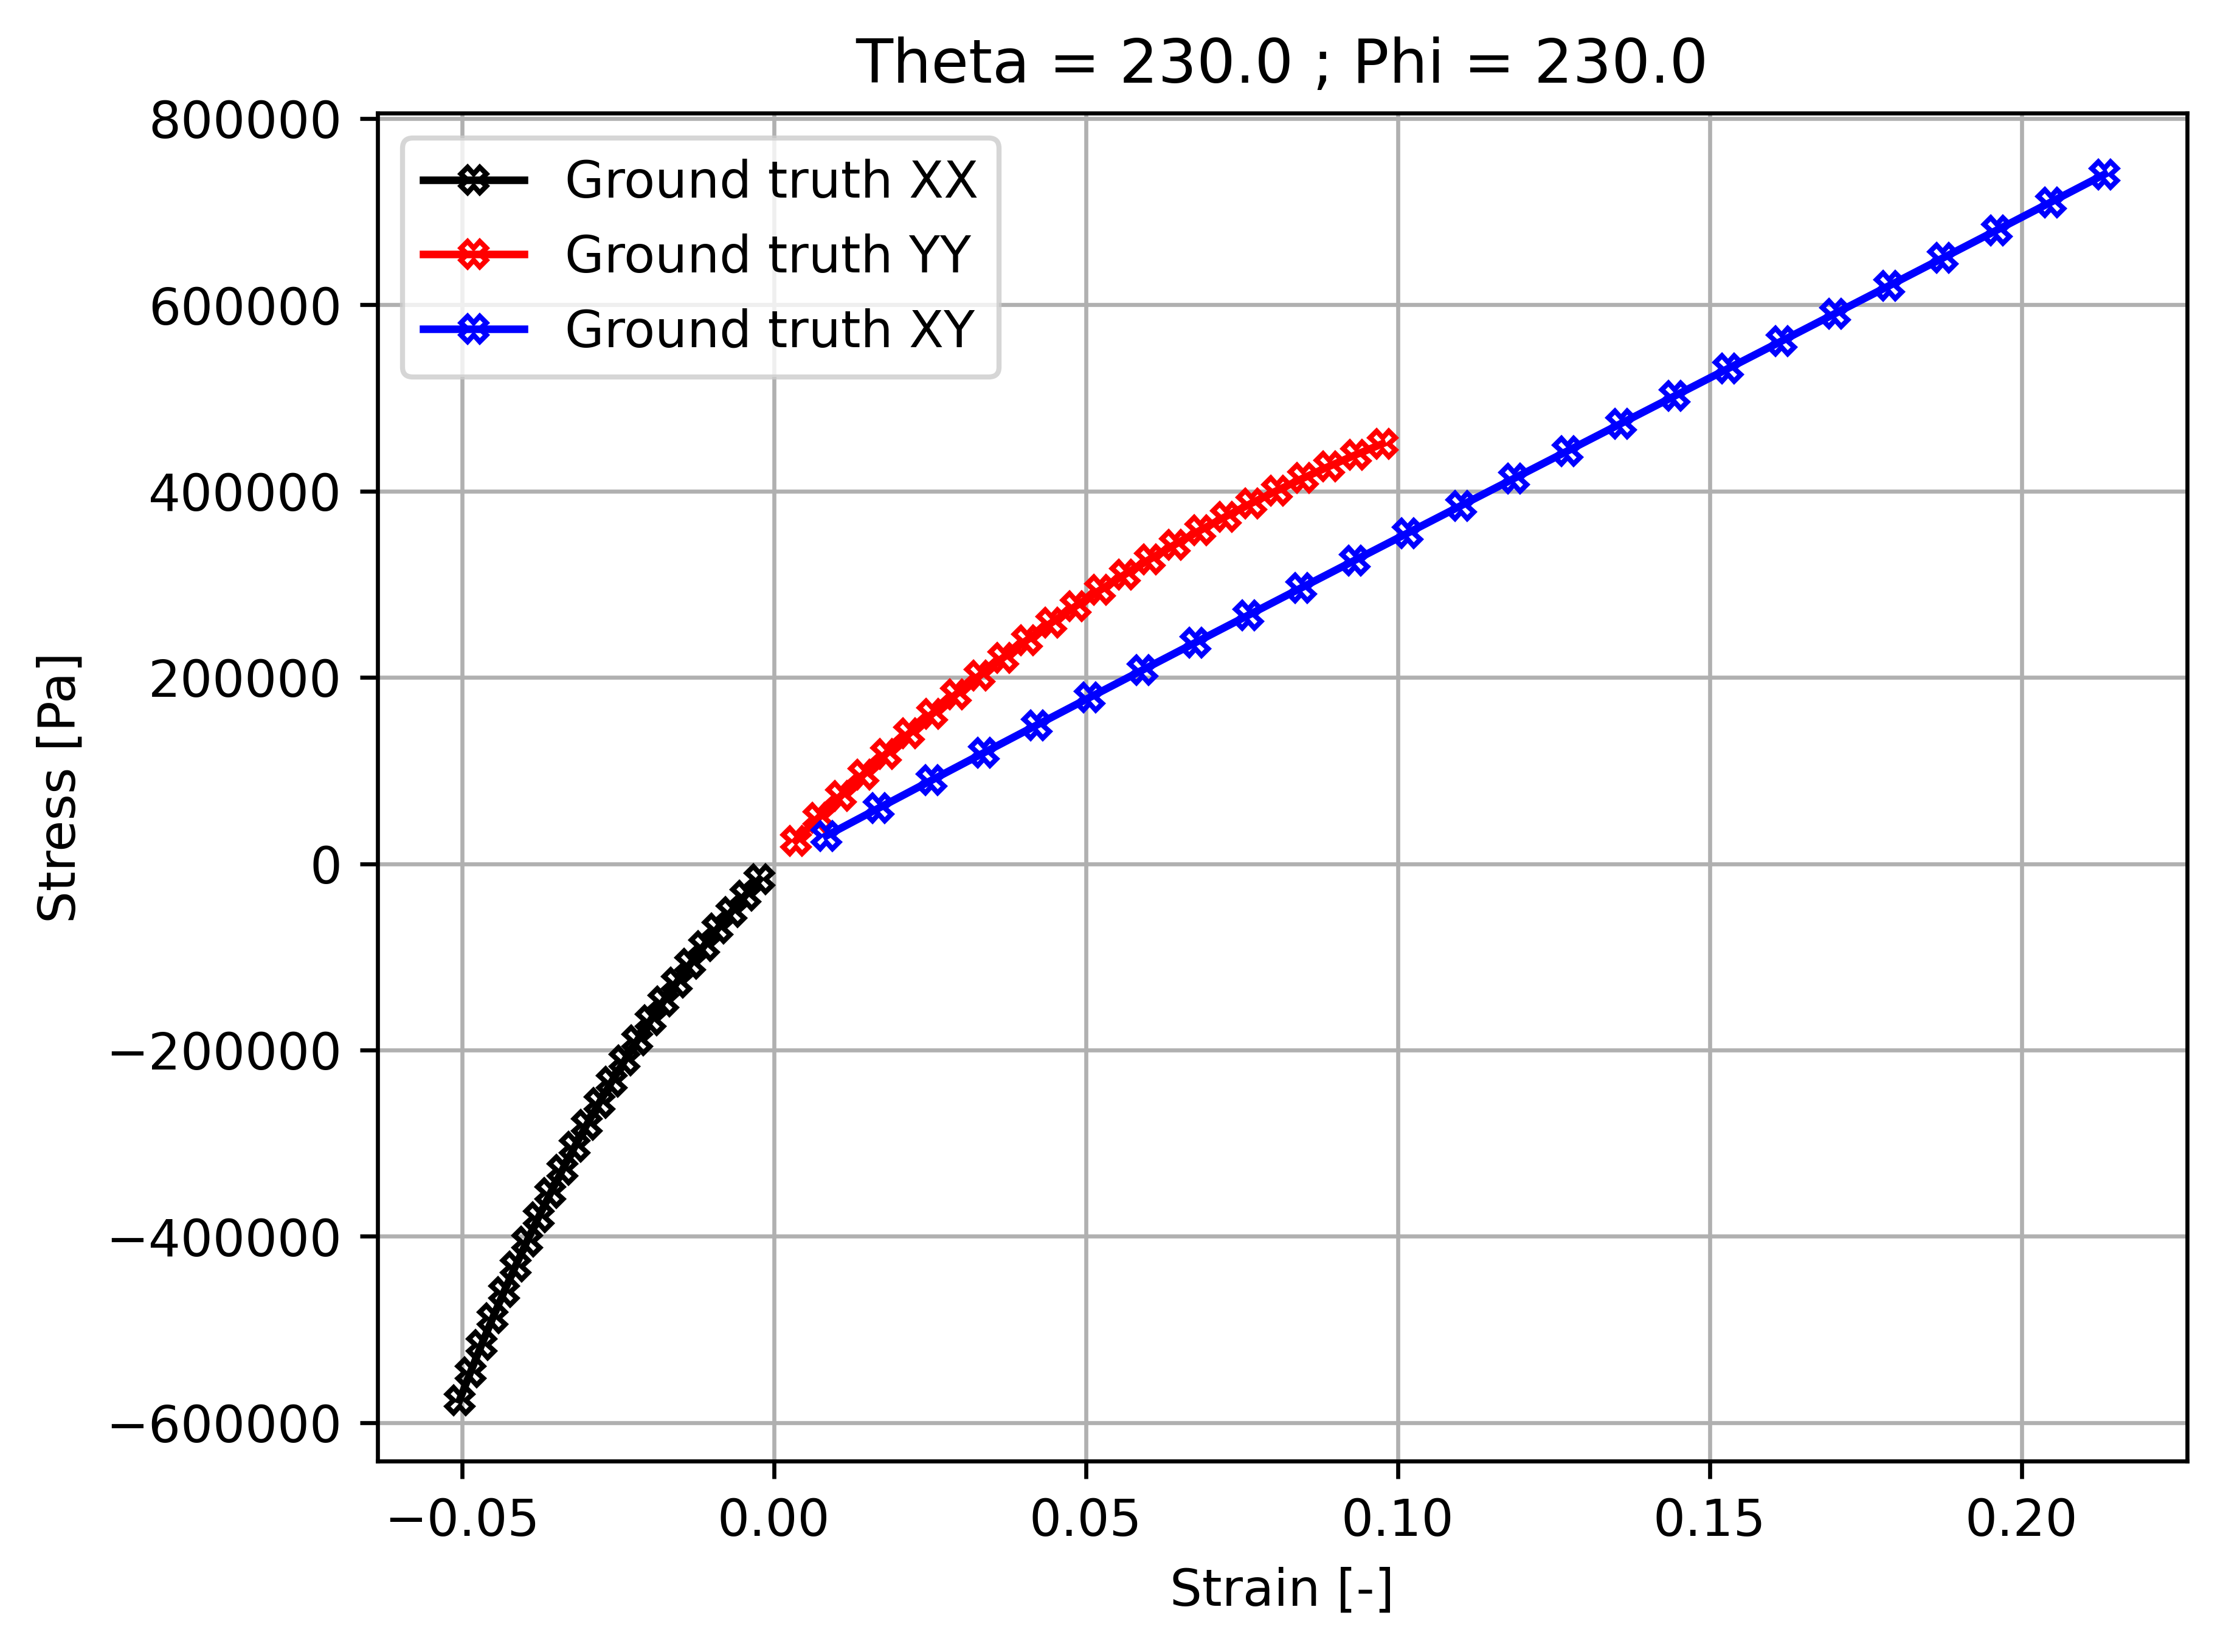 Theta = 230.0 ; Phi = 230.0
800000
600000
400000
200000
0
−200000
−400000
−600000
Stress [Pa]
Ground truth XX
Ground truth YY
Ground truth XY
−0.05
0.00
0.05
0.10
0.15
0.20
Strain [-]